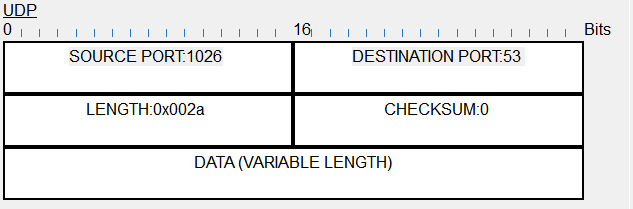 UDP
0 16 Bits
SOURCE PORT:1026 DESTINATION PORT:53
LENGTH:0x002a CHECKSUM:0
DATA (VARIABLE LENGTH)